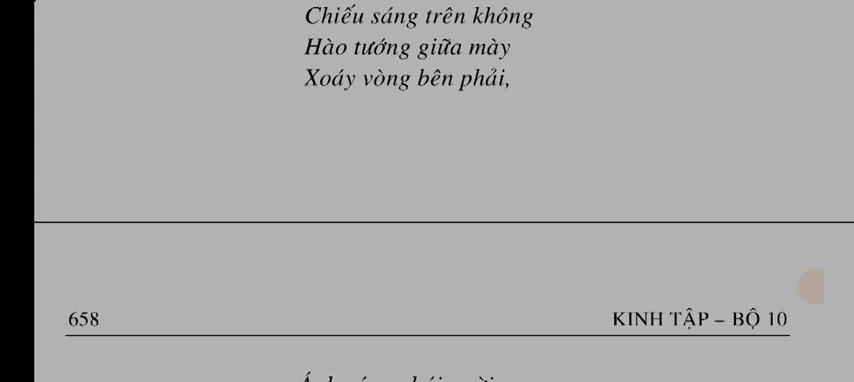 Chiếu sáng trên không
Hào tướng giữa mày
Xoáy vòng bên phải,
658
KINH TẬP – BỘ 10